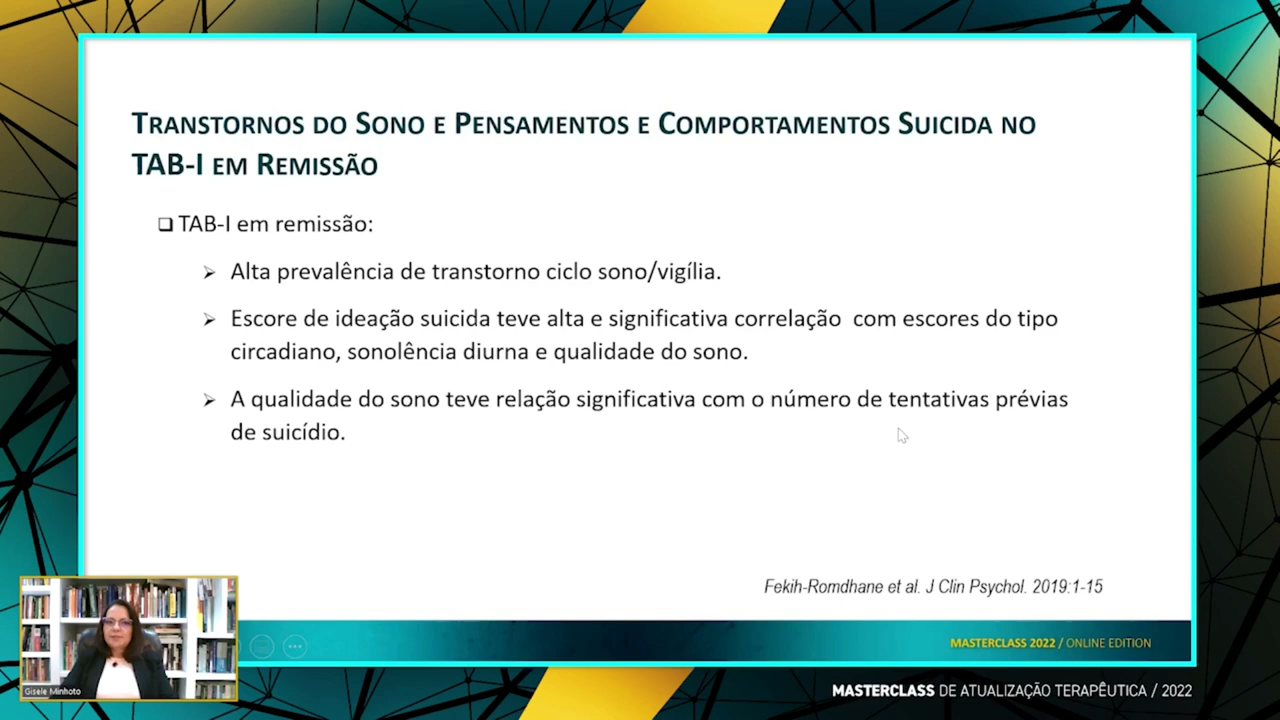 TRANSTORNOS DO SONO E PENSAMENTOS E COMPORTAMENTOS SUICIDA NO
TAB-I EM REMISSÃO
TAB-I em remissão:
Alta prevalência de transtorno ciclo sono/vigília.
Escore de ideação suicida teve alta e significativa correlação com escores do tipo
circadiano, sonolência diurna e qualidade do sono.
A qualidade do sono teve relação significativa com o número de tentativas prévias
de suicídio.
Fekih-Romdhane et al. J Clin Psychol. 2019:1-15
MASTERCLASS 2022 / ONLINE EDITION
Gisele Minhoto
MASTERCLASS DE ATUALIZAÇÃO TERAPÊUTICA / 2022